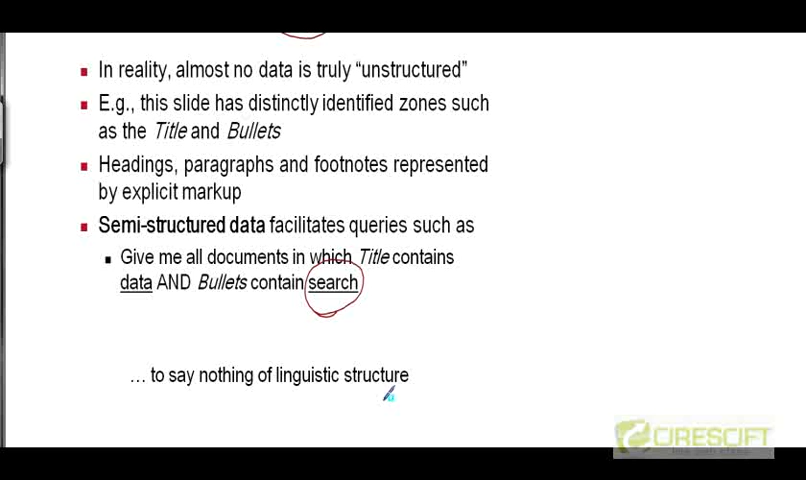 In reality, almost no data is truly “unstructured”
E.g., this slide has distinctly identified zones such
as the Title and Bullets
Headings, paragraphs and footnotes represented
by explicit markup
Semi-structured data facilitates queries such as
Give me all documents in which Title contains
data AND Bullets contain search
… to say nothing of linguistic structure